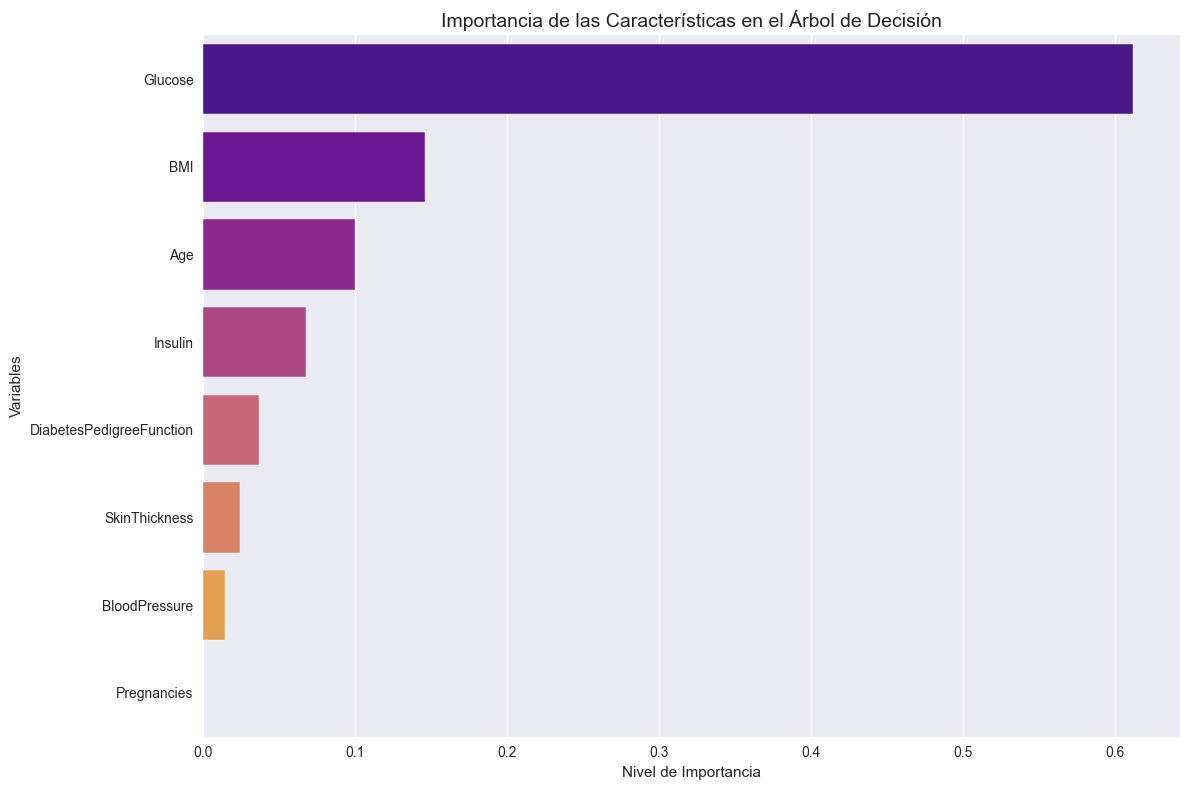 Importancia de las Características en el Árbol de Decisión
Variables
Glucose
BMI
Age
Insulin
DiabetesPedigreeFunction
SkinThickness
BloodPressure
Pregnancies
0.0 0.1 0.2 0.3 0.4 0.5 0.6
Nivel de Importancia